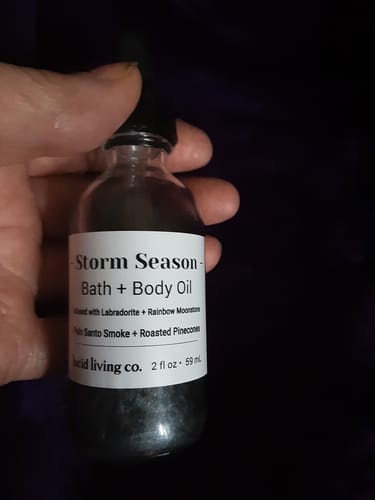 - Storm Season -
Bath + Body Oil
infused with Labradorite + Rainbow Moonstone
Palo Santo Smoke + Roasted Pinecones
lucid living co. 2 fl oz • 59 mL